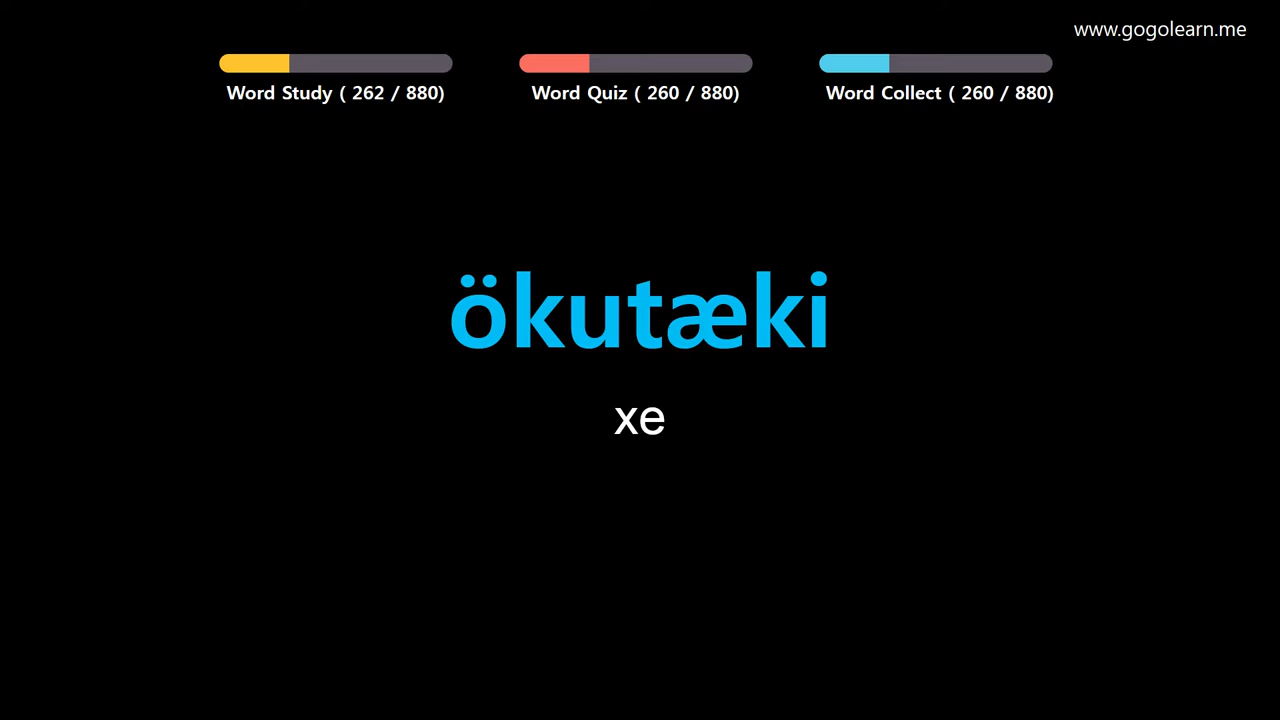 www.gogolearn.me
Word Study ( 262 / 880)
Word Quiz ( 260 / 880)
Word Collect ( 260 / 880)
ökutæki
xe